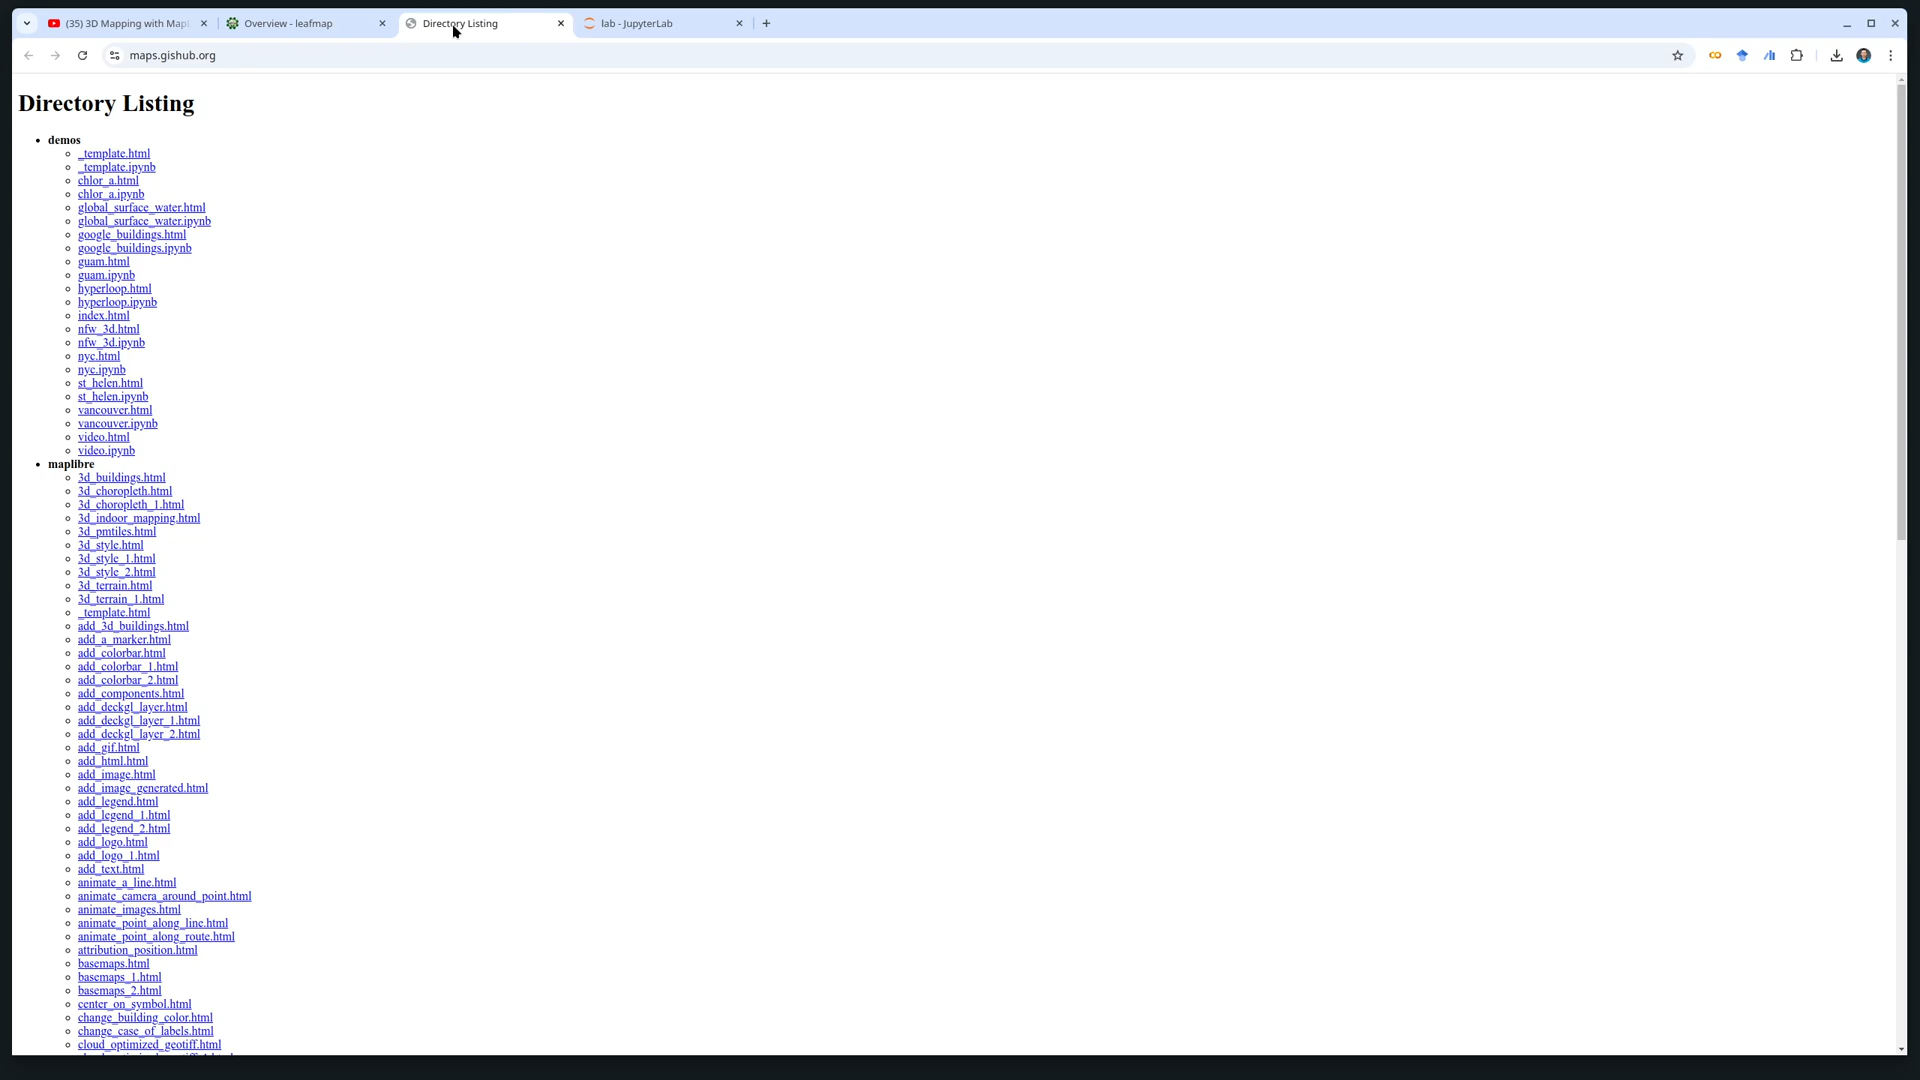 (35) 3D Mapping with Map
Overview - leafmap
Directory Listing
lab - JupyterLab
maps.gishub.org
Directory Listing
demos
_template.html
_template.ipynb
chlor_a.html
chlor_a.ipynb
global_surface_water.html
global_surface_water.ipynb
google_buildings.html
google_buildings.ipynb
guam.html
guam.ipynb
hyperloop.html
hyperloop.ipynb
index.html
nfw_3d.html
nfw_3d.ipynb
nyc.html
nyc.ipynb
st_helen.html
st_helen.ipynb
vancouver.html
vancouver.ipynb
video.html
video.ipynb
maplibre
3d_buildings.html
3d_choropleth.html
3d_choropleth_1.html
3d_indoor_mapping.html
3d_pmtiles.html
3d_style.html
3d_style_1.html
3d_style_2.html
3d_terrain.html
3d_terrain_1.html
_template.html
add_3d_buildings.html
add_a_marker.html
add_colorbar.html
add_colorbar_1.html
add_colorbar_2.html
add_components.html
add_deckgl_layer.html
add_deckgl_layer_1.html
add_deckgl_layer_2.html
add_gif.html
add_html.html
add_image.html
add_image_generated.html
add_legend.html
add_legend_1.html
add_legend_2.html
add_logo.html
add_logo_1.html
add_text.html
animate_a_line.html
animate_camera_around_point.html
animate_images.html
animate_point_along_line.html
animate_point_along_route.html
attribution_position.html
basemaps.html
basemaps_1.html
basemaps_2.html
center_on_symbol.html
change_building_color.html
change_case_of_labels.html
cloud_optimized_geotiff.html